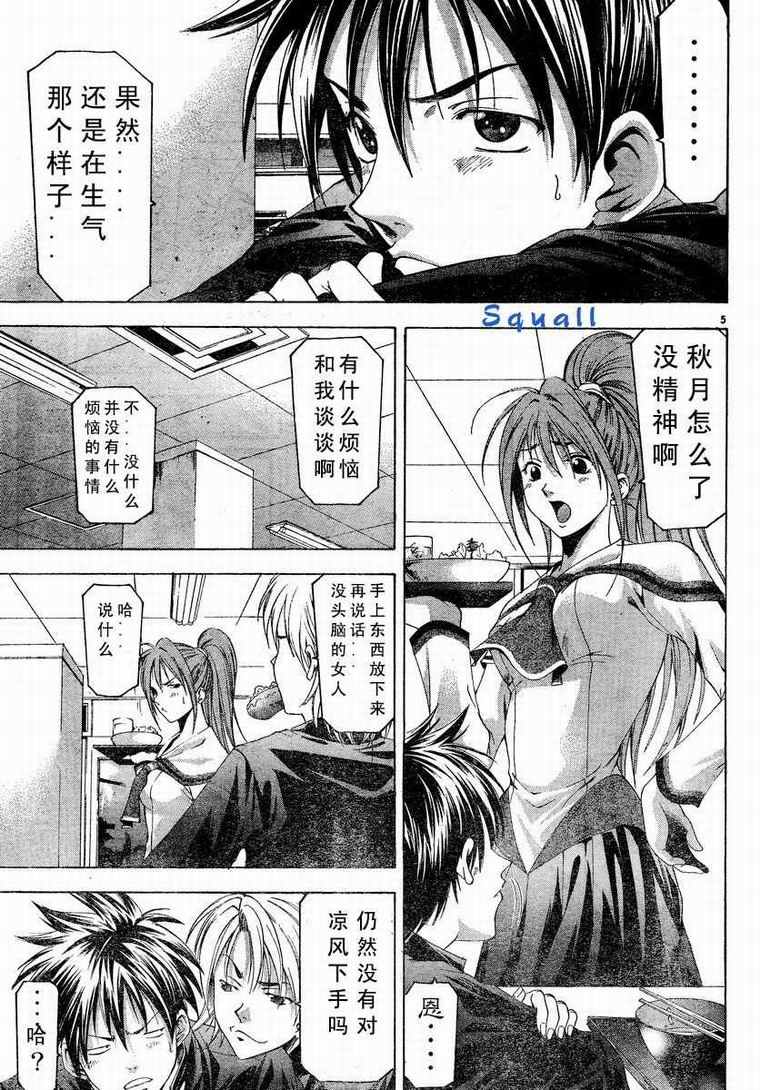 ………
果然……
还是在生气
那个样子…
Squall
5
秋月怎么了
没精神啊
恩……
有什么烦恼
和我谈谈啊
不…没什么
并没有什么
烦恼的事情
手上东西放下来
再说话
没头脑的女人
哈…
说什么
仍然没有对
凉风下手吗
…哈？